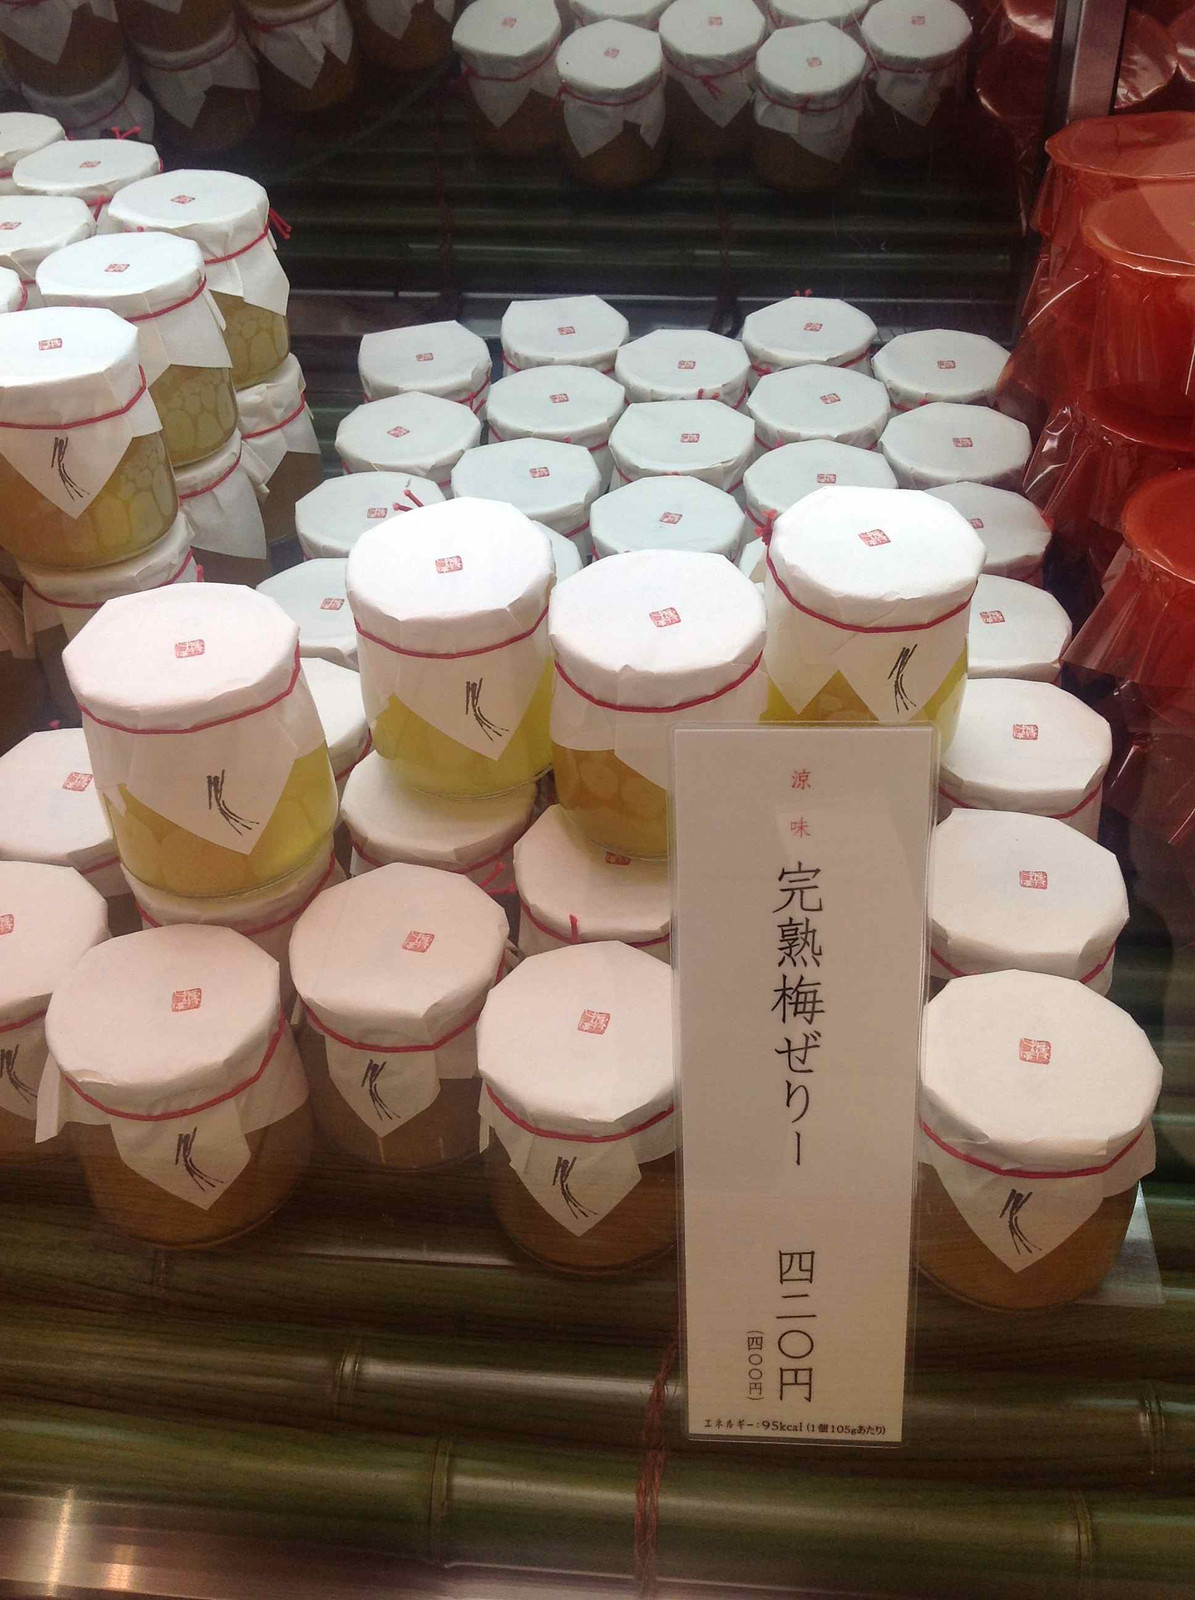 涼味
完熟梅ぜりー
四二〇円
(四〇〇円)
エネルギー:95kcal(1個105gあたり)